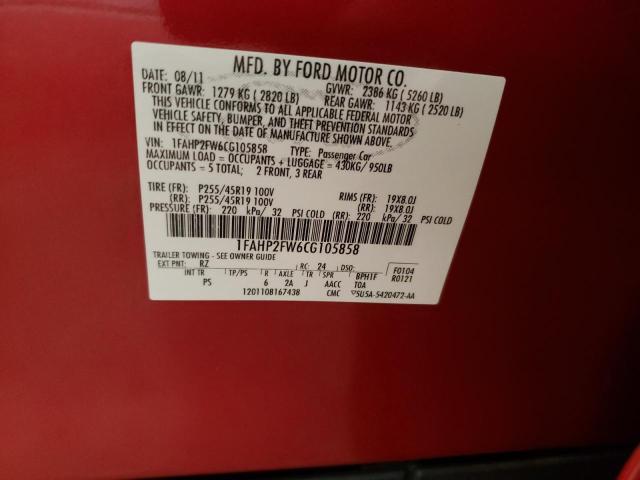 MFD. BY FORD MOTOR CO.
DATE: 08/11 GVWR: 2386 KG ( 5260 LB)
FRONT GAWR: 1279 KG ( 2820 LB) REAR GAWR: 1143 KG ( 2520 LB)
THIS VEHICLE CONFORMS TO ALL APPLICABLE FEDERAL MOTOR
VEHICLE SAFETY, BUMPER, AND THEFT PREVENTION STANDARDS
IN EFFECT ON THE DATE OF MANUFACTURE SHOWN ABOVE.
VIN: 1FAHP2FW6CG105858 TYPE: Passenger Car
MAXIMUM LOAD = OCCUPANTS + LUGGAGE = 430KG/ 950LB
OCCUPANTS = 5 TOTAL; 2 FRONT, 3 REAR
TIRE (FR): P255/45R19 100V RIMS (FR): 19X8.0J
(RR): P255/45R19 100V (RR): 19X8.0J
PRESSURE (FR): 220 kPa/ 32 PSI COLD (RR): 220 kPa/ 32 PSI COLD
1FAHP2FW6CG105858
TRAILER TOWING - SEE OWNER GUIDE
EXT PNT: RZ RC: 24 DSO: F0104
INT TR TP/PS R AXLE TR SPR BPH1F R0121
PS 6 2A J AACC TOA
1201108167438 CMC ▽5U5A-5420472-AA